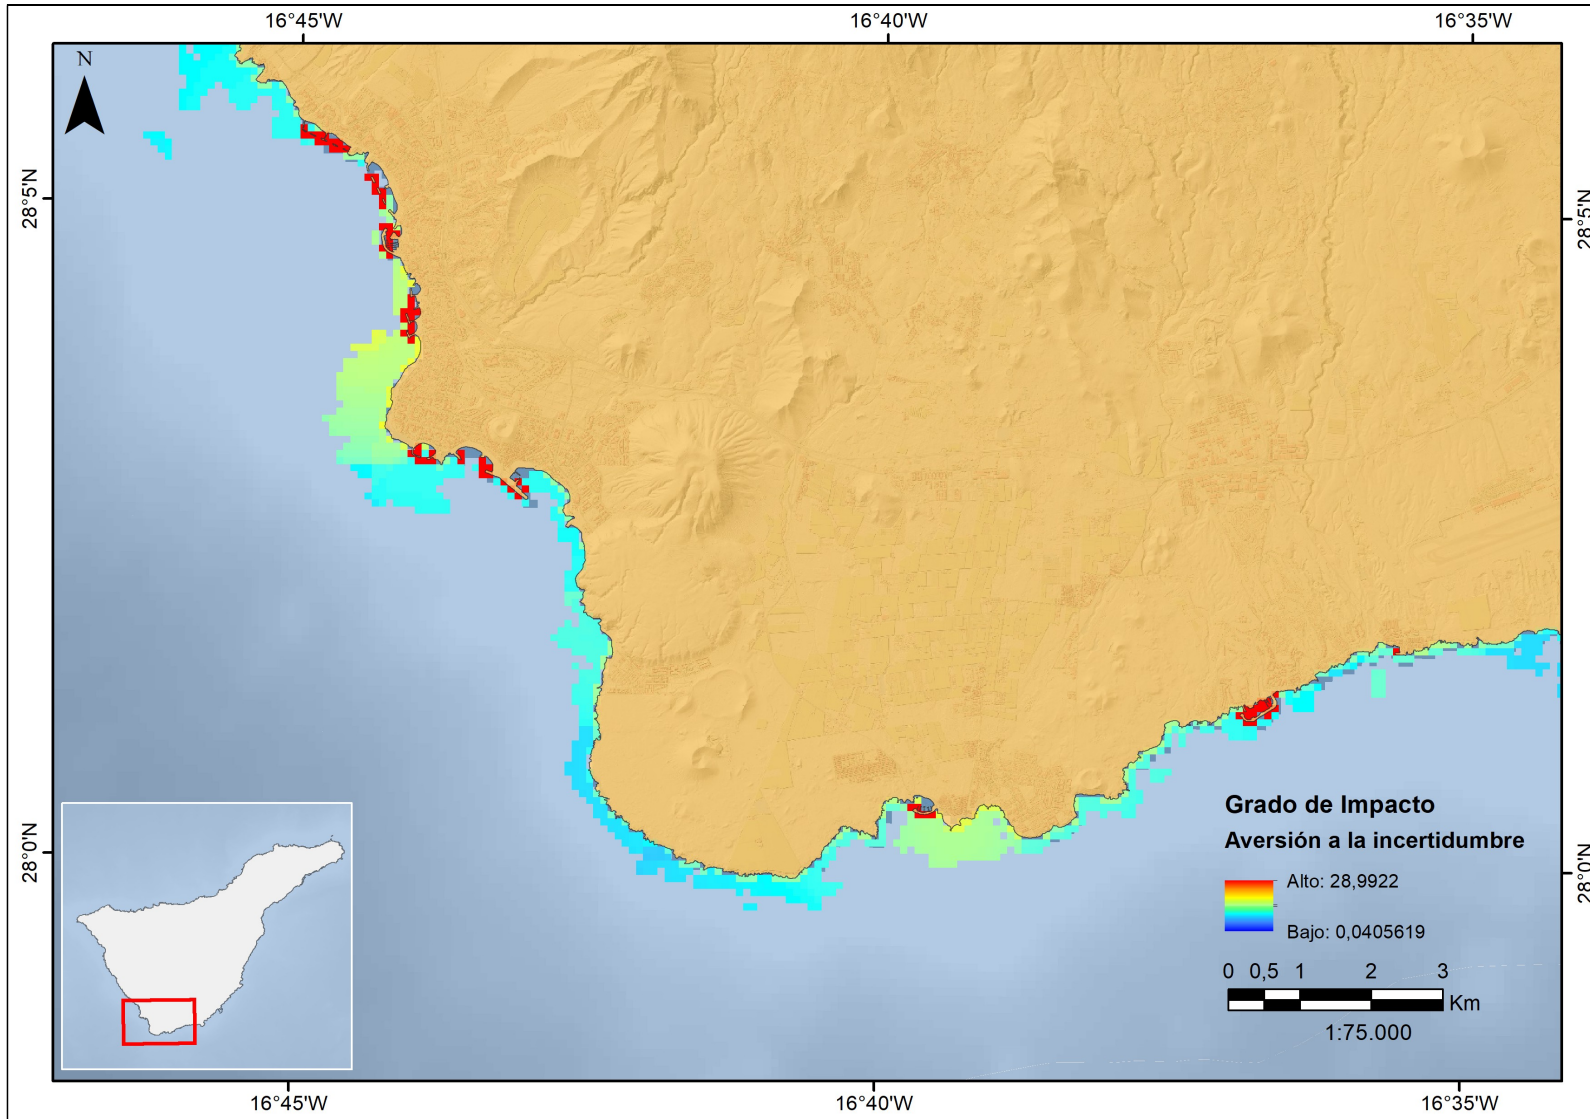 16°45'W
16°40'W
16°35'W
N
28°5'N
28°5'N
Grado de Impacto
Aversión a la incertidumbre
Alto: 28,9922
Bajo: 0,0405619
28°0'N
28°0'N
0 0,5 1 2 3
Km
1:75.000
16°45'W
16°40'W
16°35'W